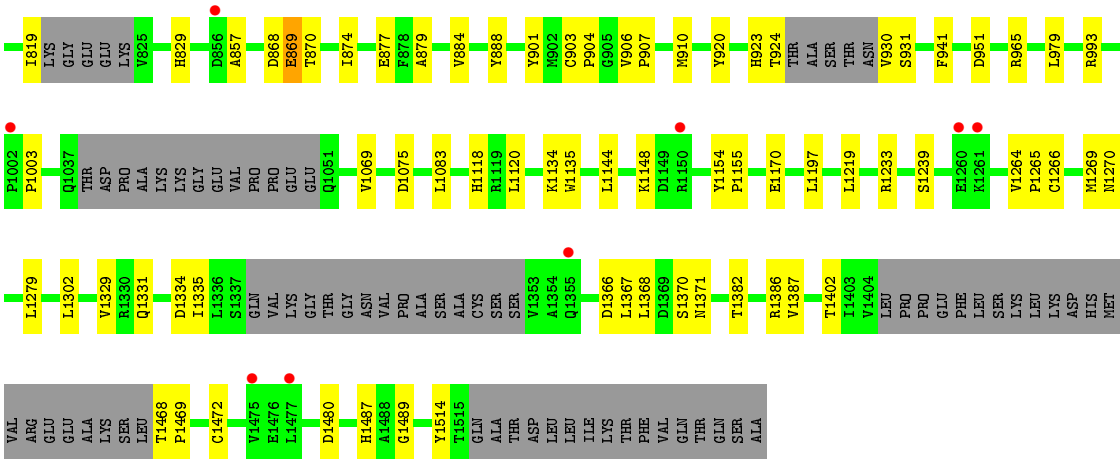 I819 LYS GLY GLU GLU LYS V825 H829 D856 A857 D868 E869 T870 I874 E877 F878 A879 V884 Y888 Y901 M902 C903 P904 G905 V906 P907 M910 Y920 H923 T924 THR ALA SER THR ASN V930 S931 F941 D951 R965 L979 R993
P1002 P1003 Q1037 THR ASP PRO ALA LYS LYS GLY GLU VAL PRO PRO GLU GLU Q1051 V1069 D1075 L1083 H1118 R1119 L1120 K1134 W1135 L1144 K1148 D1149 R1150 Y1154 P1155 E1170 L1197 L1219 R1233 S1239 E1260 K1261 V1264 P1265 C1266 M1269 N1270
L1279 L1302 V1329 R1330 Q1331 D1334 I1335 L1336 S1337 GLN VAL LYS GLY THR GLY ASN VAL PRO ALA SER ALA CYS SER SER V1353 A1354 Q1355 D1366 L1367 L1368 D1369 S1370 N1371 T1382 R1386 V1387 T1402 I1403 V1404 LEU PRO PRO GLU PHE LEU SER LYS LEU LYS ASP HIS MET
VAL ARG GLU GLU ALA LYS SER LEU T1468 P1469 C1472 V1475 E1476 L1477 D1480 H1487 A1488 G1489 Y1514 T1515 GLN ALA THR ASP LEU LEU ILE LYS THR PHE VAL GLN THR GLN SER ALA